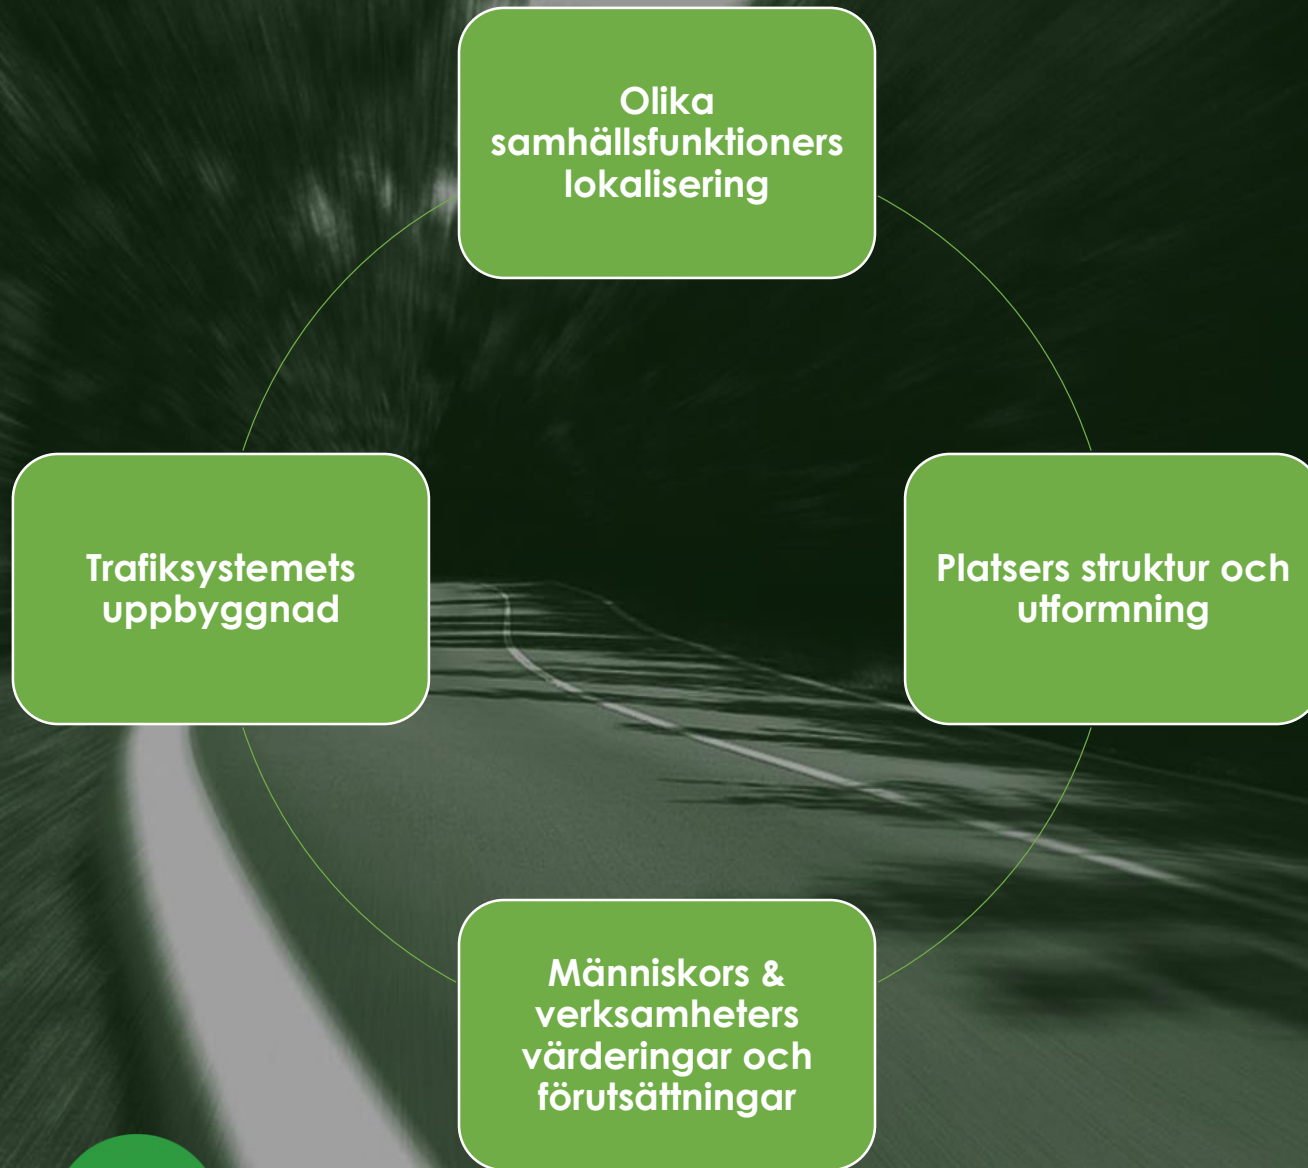 Olika
samhällsfunktioners
lokalisering
Trafiksystemets
uppbyggnad
Platsers struktur och
utformning
Människors &
verksamheters
värderingar och
förutsättningar